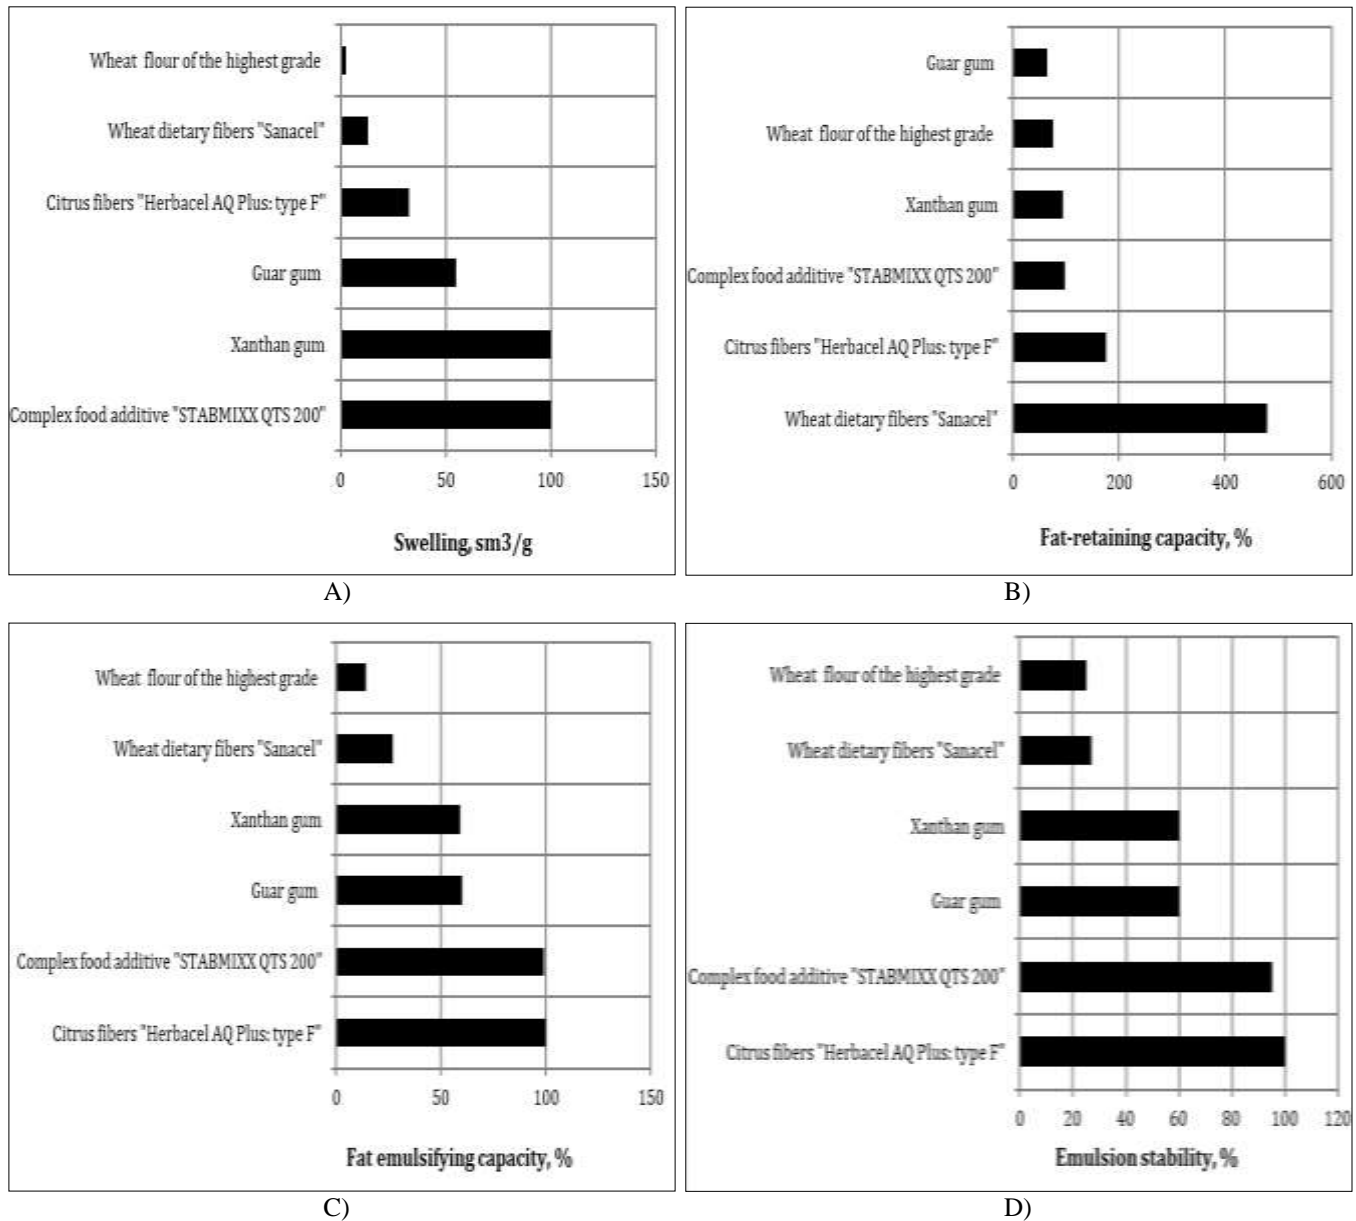 Wheat flour of the highest grade
Wheat dietary fibers "Sanacel"
Citrus fibers "Herbacel AQ Plus: type F"
Guar gum
Xanthan gum
Complex food additive "STABMIXX QTS 200"
0 50 100 150
Swelling, sm3/g
A)
Guar gum
Wheat flour of the highest grade
Xanthan gum
Complex food additive "STABMIXX QTS 200"
Citrus fibers "Herbacel AQ Plus: type F"
Wheat dietary fibers "Sanacel"
0 200 400 600
Fat-retaining capacity, %
B)
Wheat flour of the highest grade
Wheat dietary fibers "Sanacel"
Xanthan gum
Guar gum
Complex food additive "STABMIXX QTS 200"
Citrus fibers "Herbacel AQ Plus: type F"
0 50 100 150
Fat emulsifying capacity, %
C)
Wheat flour of the highest grade
Wheat dietary fibers "Sanacel"
Xanthan gum
Guar gum
Complex food additive "STABMIXX QTS 200"
Citrus fibers "Herbacel AQ Plus: type F"
0 20 40 60 80 100 120
Emulsion stability, %
D)